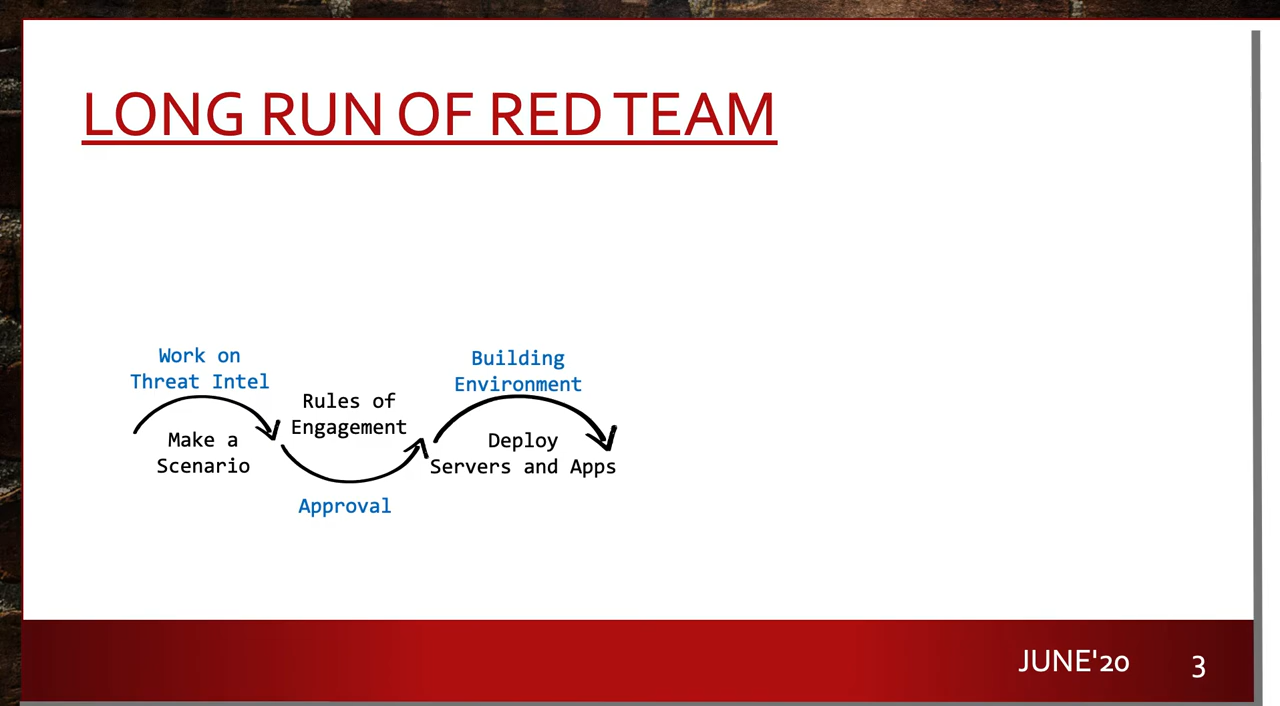 LONG RUN OF RED TEAM
Work on
Threat Intel
Make a
Scenario
Rules of
Engagement
Approval
Building
Environment
Deploy
Servers and Apps
JUNE'20
3